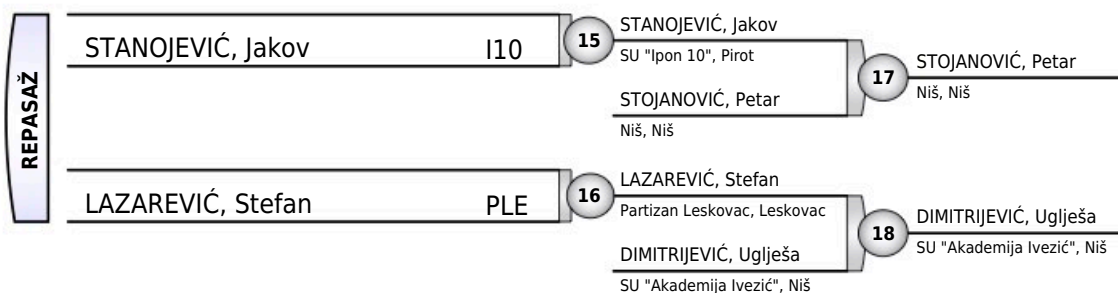 REPASAŽ
STANOJEVIĆ, Jakov I10
15
STANOJEVIĆ, Jakov
SU "Ipon 10", Pirot
STOJANOVIĆ, Petar
Niš, Niš
17
STOJANOVIĆ, Petar
Niš, Niš
LAZAREVIĆ, Stefan PLE
16
LAZAREVIĆ, Stefan
Partizan Leskovac, Leskovac
DIMITRIJEVIĆ, Uglješa
SU "Akademija Ivezić", Niš
18
DIMITRIJEVIĆ, Uglješa
SU "Akademija Ivezić", Niš